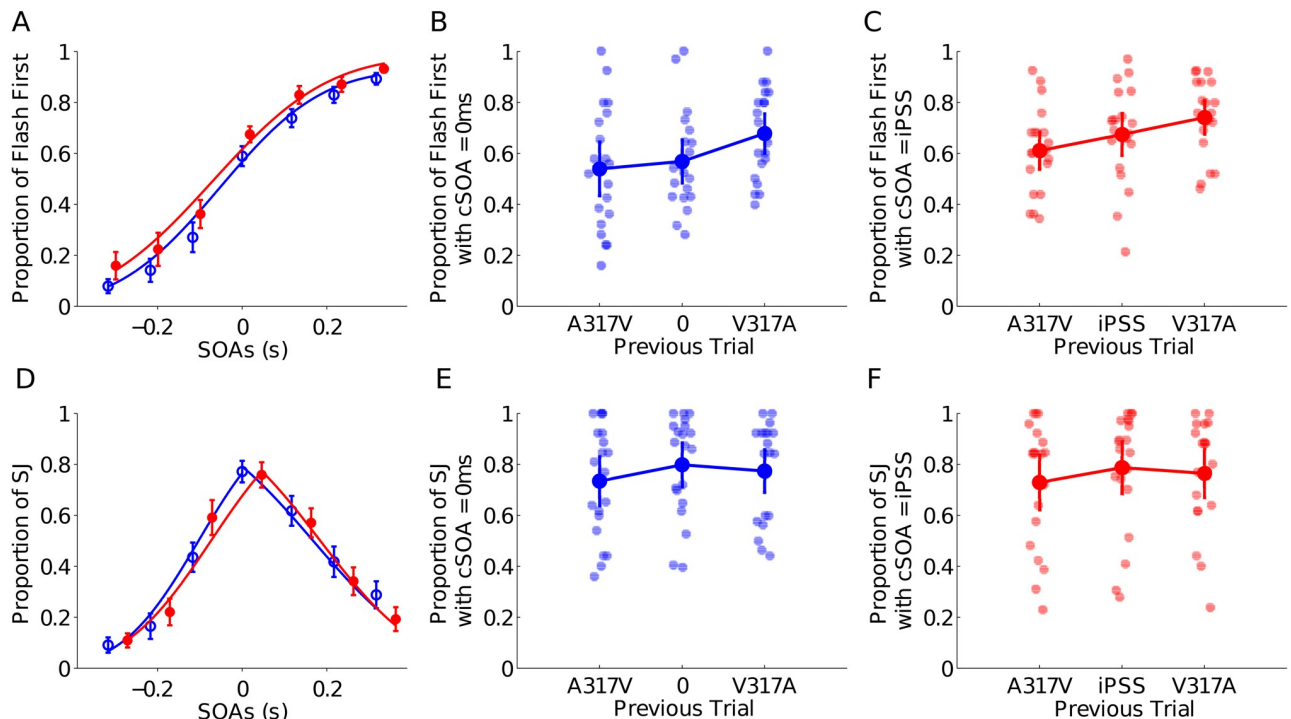 A
Proportion of Flash First
1
0.8
0.6
0.4
0.2
0
−0.2
0
0.2
SOAs (s)
B
Proportion of Flash First
with cSOA =0ms
1
0.8
0.6
0.4
0.2
0
A317V
0
V317A
Previous Trial
C
Proportion of Flash First
with cSOA =iPSS
1
0.8
0.6
0.4
0.2
0
A317V
iPSS
V317A
Previous Trial
D
Proportion of SJ
1
0.8
0.6
0.4
0.2
0
−0.2
0
0.2
SOAs (s)
E
Proportion of SJ
with cSOA =0ms
1
0.8
0.6
0.4
0.2
0
A317V
0
V317A
Previous Trial
F
Proportion of SJ
with cSOA =iPSS
1
0.8
0.6
0.4
0.2
0
A317V
iPSS
V317A
Previous Trial